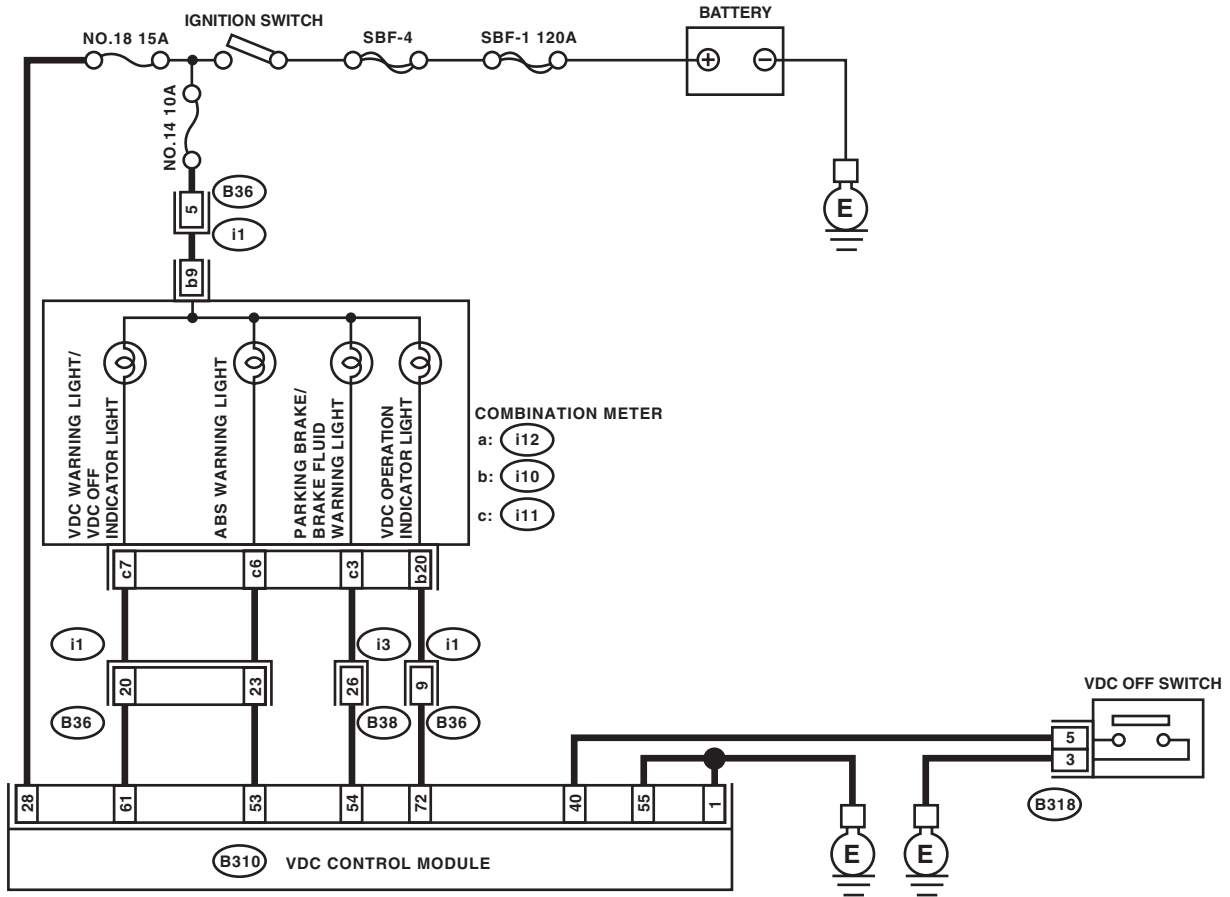 BATTERY
IGNITION SWITCH
NO.18 15A
SBF-4
SBF-1 120A
+
−
NO.14 10A
E
5
B36
i1
b9
VDC WARNING LIGHT/
VDC OFF
INDICATOR LIGHT
ABS WARNING LIGHT
PARKING BRAKE/
BRAKE FLUID
WARNING LIGHT
VDC OPERATION
INDICATOR LIGHT
COMBINATION METER
a: i12
b: i10
c: i11
c7
c6
c3
b20
i1
i3
i1
20
23
26
9
B36
B38
B36
VDC OFF SWITCH
5
3
B318
28
61
53
54
72
40
55
1
E
E
B310 VDC CONTROL MODULE